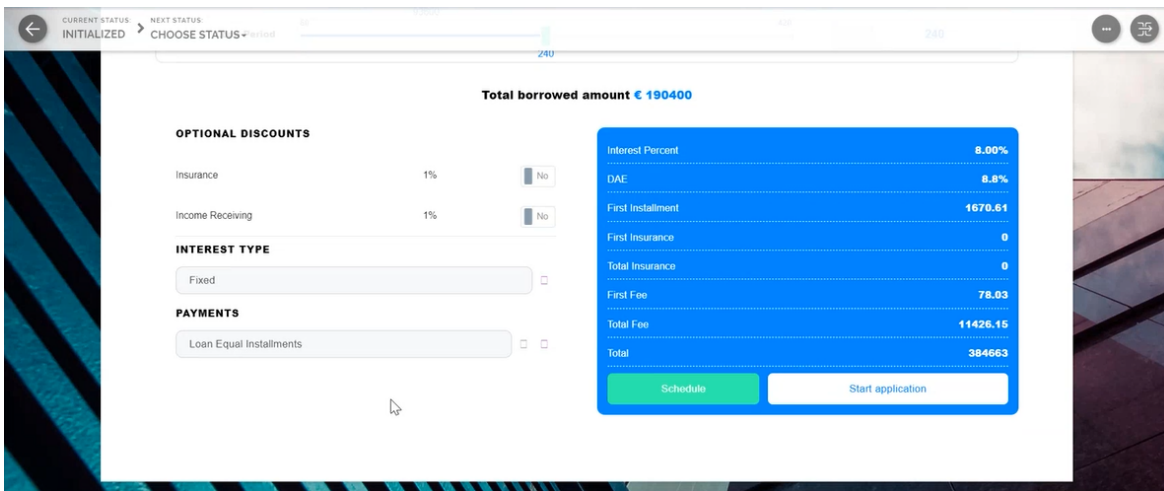 CURRENT STATUS:
NEXT STATUS:
INITIALIZED
CHOOSE STATUS
Period
240
240
Total borrowed amount € 190400
OPTIONAL DISCOUNTS
Insurance 1% No
Income Receiving 1% No
INTEREST TYPE
Fixed
PAYMENTS
Loan Equal Installments
Interest Percent 8.00%
DAE 8.8%
First Installment 1670.61
First Insurance 0
Total Insurance 0
First Fee 78.03
Total Fee 11426.15
Total 384663
Schedule
Start application